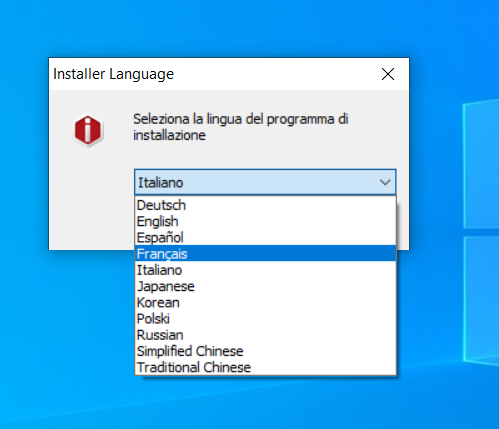 Installer Language
Seleziona la lingua del programma di
installazione
Italiano
Deutsch
English
Español
Français
Italiano
Japanese
Korean
Polski
Russian
Simplified Chinese
Traditional Chinese